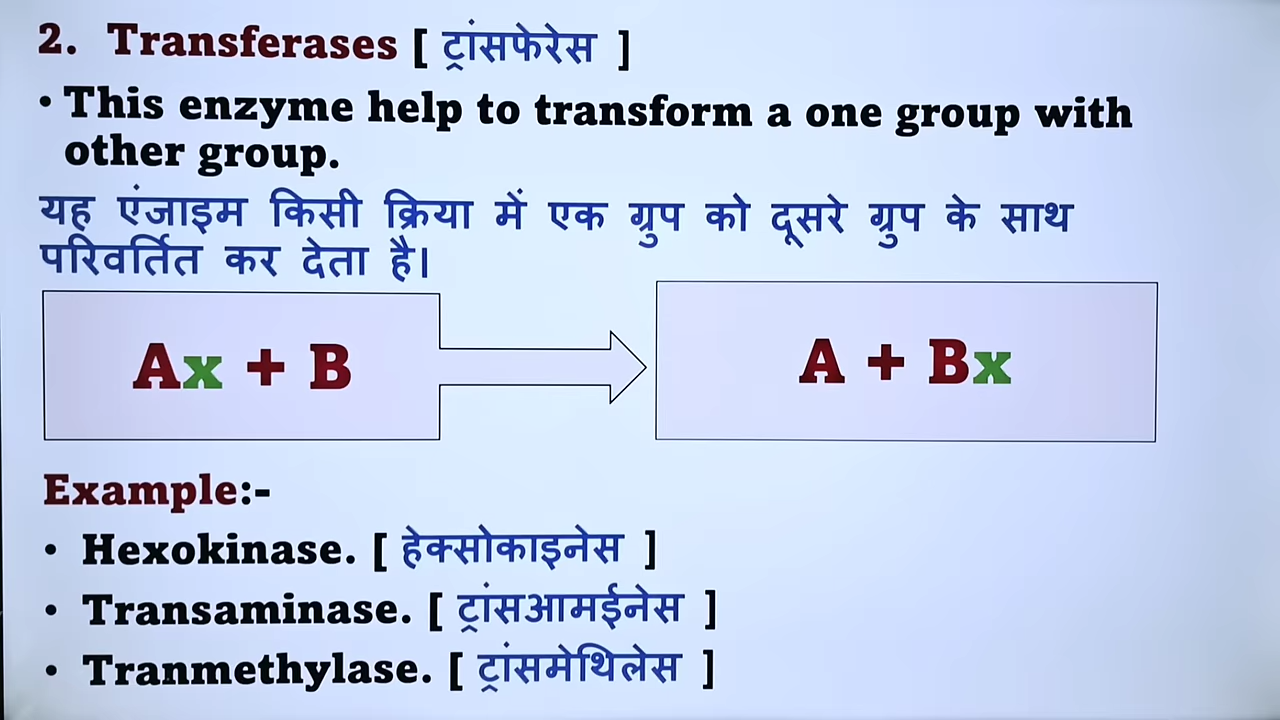 2. Transferases [ ट्रांसफेरेस ]
• This enzyme help to transform a one group with
other group.
यह एंजाइम किसी क्रिया में एक ग्रुप को दूसरे ग्रुप के साथ
परिवर्तित कर देता है।
Ax + B
A + Bx
Example:-
• Hexokinase. [ हेक्सोकाइनेस ]
• Transaminase. [ ट्रांसआमईनेस ]
• Tranmethylase. [ ट्रांसमेथिलेस ]